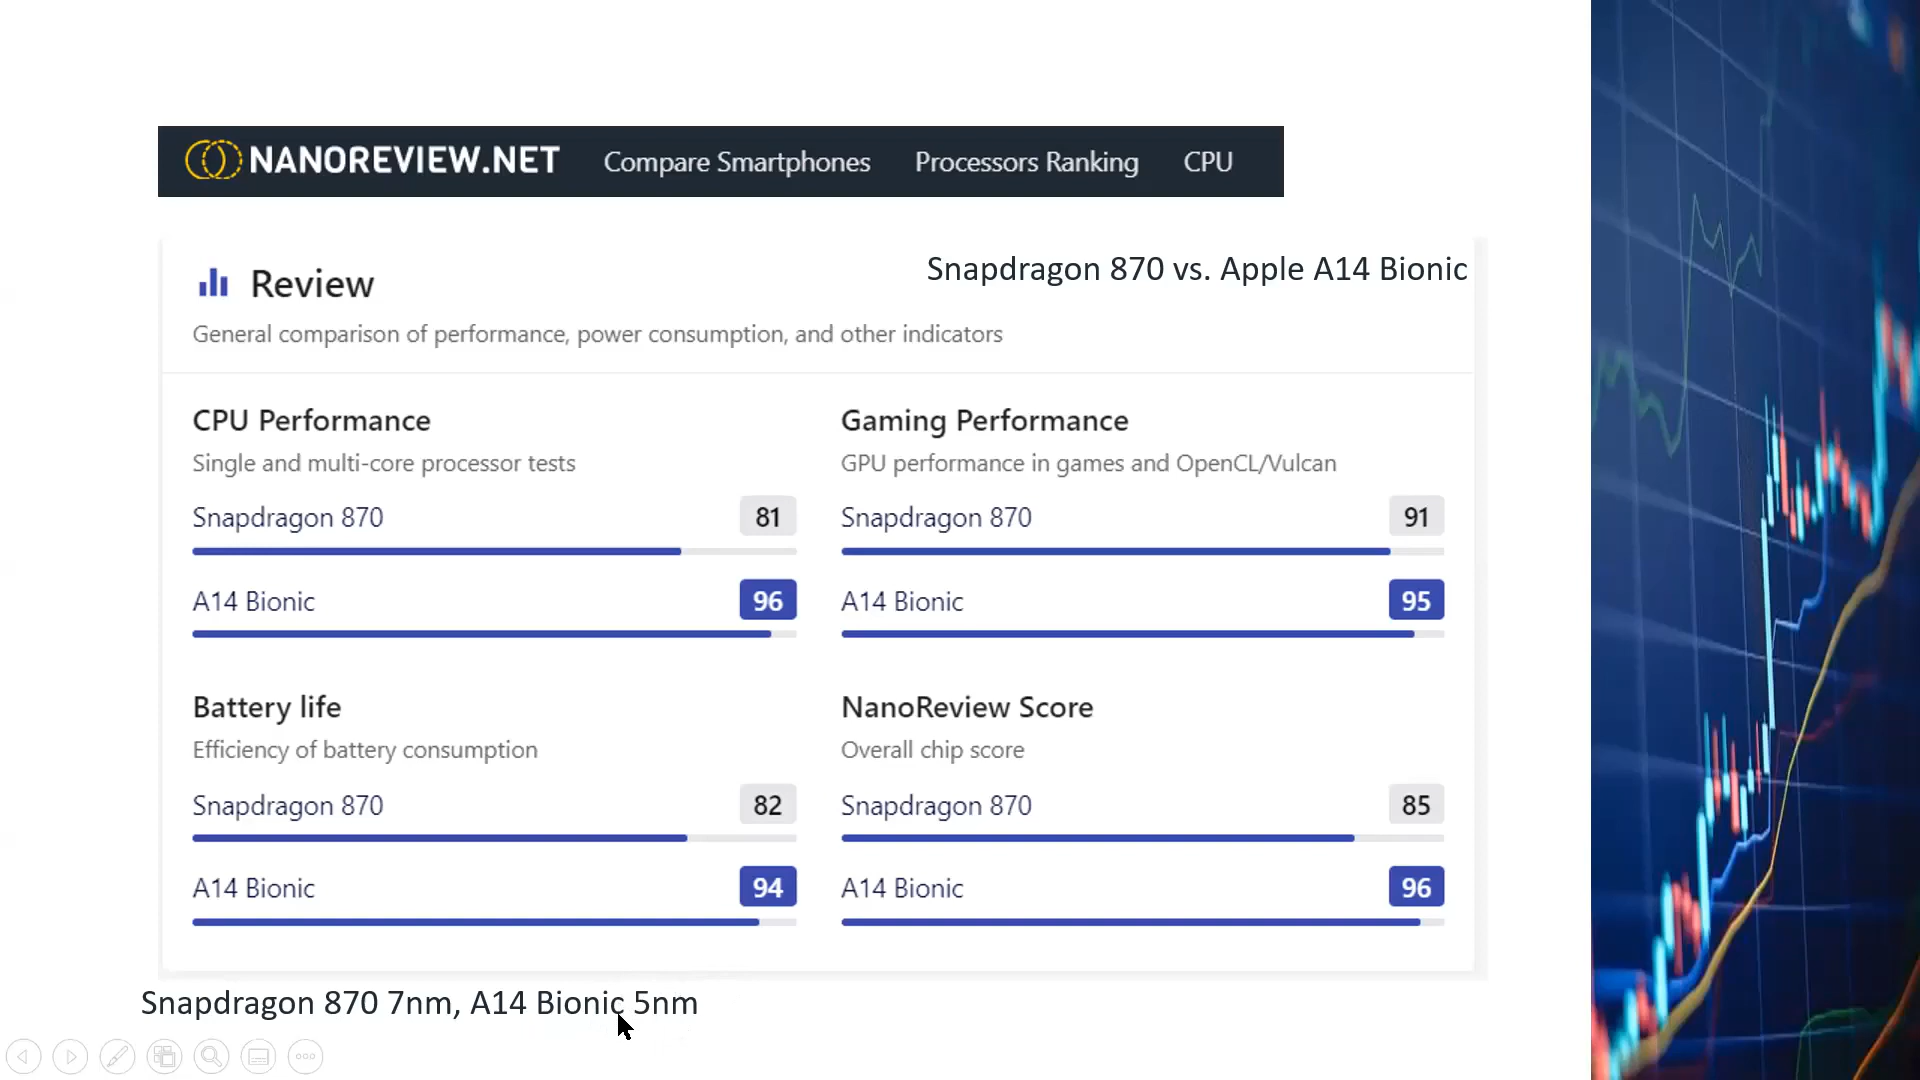 NANOREVIEW.NET Compare Smartphones Processors Ranking CPU
Snapdragon 870 vs. Apple A14 Bionic
Review
General comparison of performance, power consumption, and other indicators
CPU Performance
Single and multi-core processor tests
Snapdragon 870 81
A14 Bionic 96
Gaming Performance
GPU performance in games and OpenCL/Vulcan
Snapdragon 870 91
A14 Bionic 95
Battery life
Efficiency of battery consumption
Snapdragon 870 82
A14 Bionic 94
NanoReview Score
Overall chip score
Snapdragon 870 85
A14 Bionic 96
Snapdragon 870 7nm, A14 Bionic 5nm